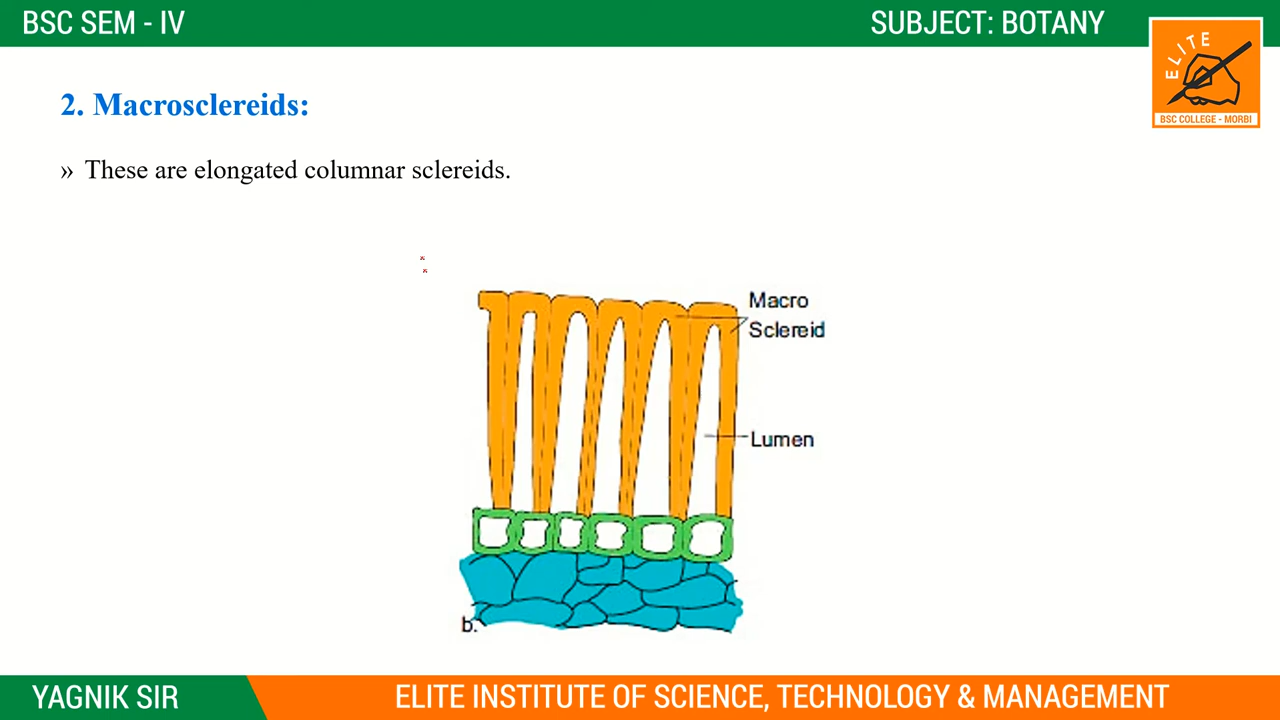 BSC SEM - IV
SUBJECT: BOTANY
ELITE
BSC COLLEGE - MORBI
2. Macrosclereids:
» These are elongated columnar sclereids.
Macro
Sclereid
Lumen
b.
YAGNIK SIR
ELITE INSTITUTE OF SCIENCE, TECHNOLOGY & MANAGEMENT